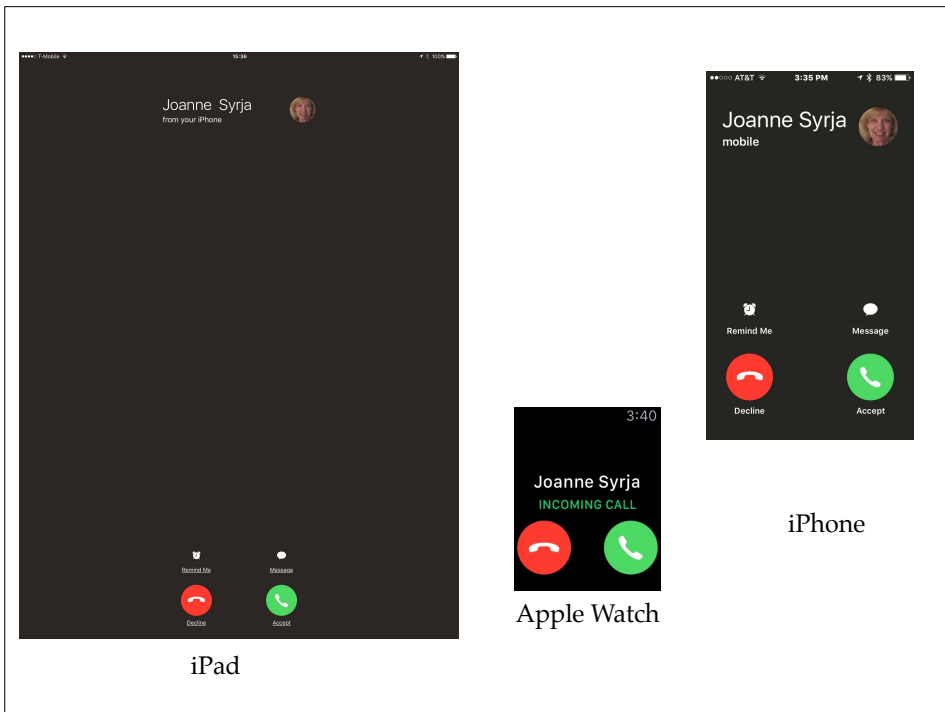 T-Mobile 15:36 100%
Joanne Syrja
from your iPhone
Remind Me Message
Decline Accept
iPad
3:40
Joanne Syrja
INCOMING CALL
Apple Watch
AT&T 3:35 PM 83%
Joanne Syrja
mobile
Remind Me Message
Decline Accept
iPhone